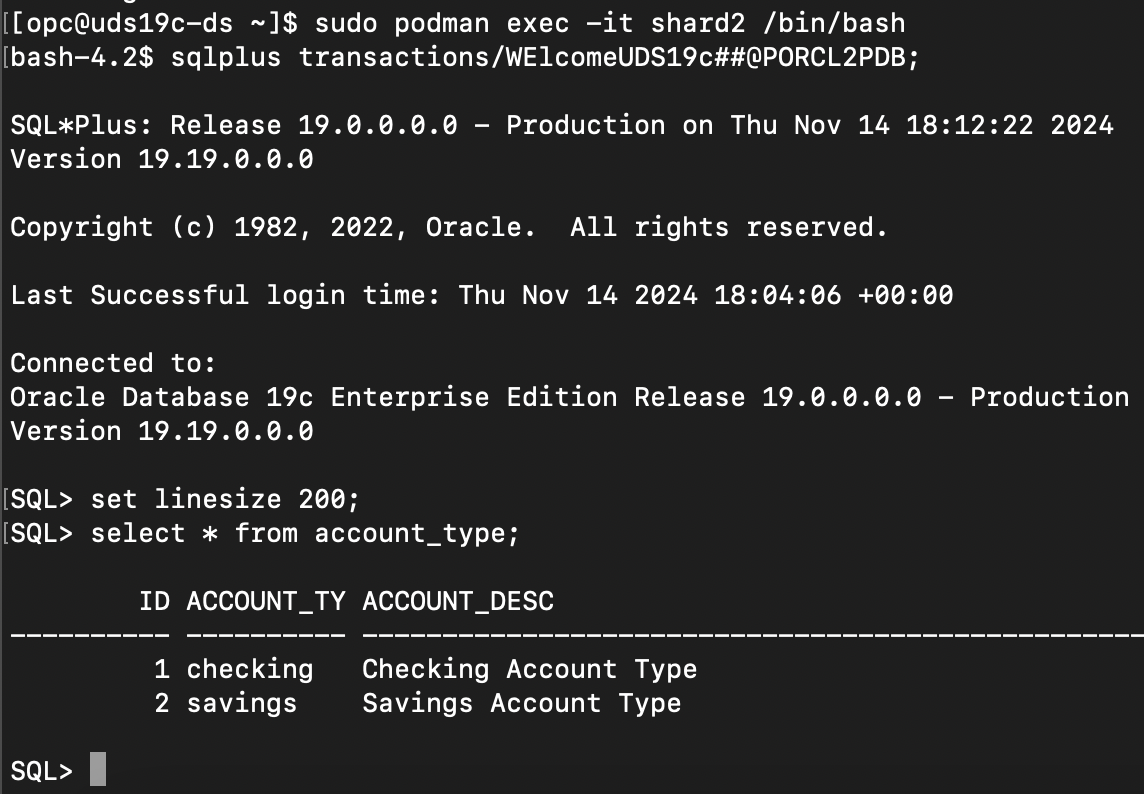 [[opc@uds19c-ds ~]$ sudo podman exec -it shard2 /bin/bash
[bash-4.2$ sqlplus transactions/WElcomeUDS19c##@PORCL2PDB;
SQL*Plus: Release 19.0.0.0.0 - Production on Thu Nov 14 18:12:22 2024
Version 19.19.0.0.0
Copyright (c) 1982, 2022, Oracle.  All rights reserved.
Last Successful login time: Thu Nov 14 2024 18:04:06 +00:00
Connected to:
Oracle Database 19c Enterprise Edition Release 19.0.0.0.0 - Production
Version 19.19.0.0.0
[SQL> set linesize 200;
[SQL> select * from account_type;
        ID ACCOUNT_TY ACCOUNT_DESC
---------- ---------- -------------------------------------------------
         1 checking   Checking Account Type
         2 savings    Savings Account Type
SQL>